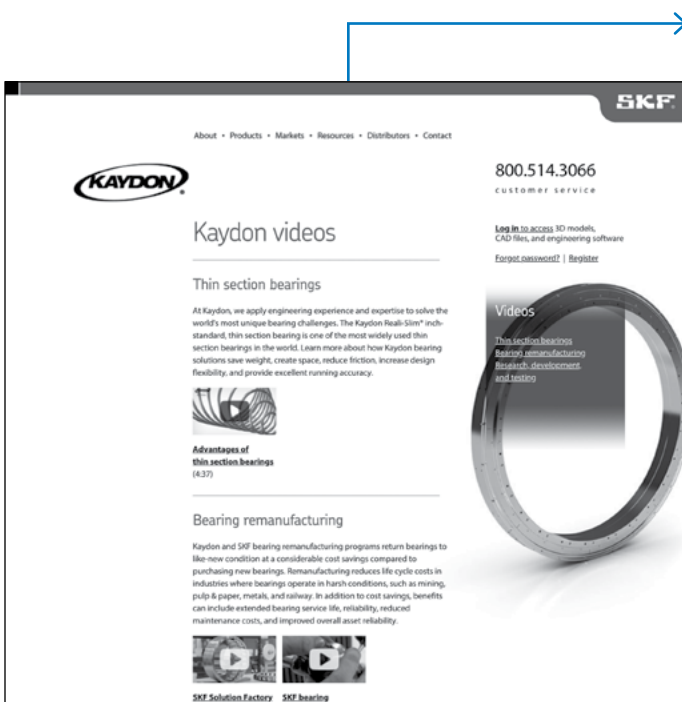 SKF
About • Products • Markets • Resources • Distributors • Contact
KAYDON®
800.514.3066
customer service
Kaydon videos
Log in to access 3D models,
CAD files, and engineering software
Forgot password? | Register
Thin section bearings
At Kaydon, we apply engineering experience and expertise to solve the
world's most unique bearing challenges. The Kaydon Reali-Slim® inch-
standard, thin section bearing is one of the most widely used thin
section bearings in the world. Learn more about how Kaydon bearing
solutions save weight, create space, reduce friction, increase design
flexibility, and provide excellent running accuracy.
Videos
Thin section bearings
Bearing remanufacturing
Research, development,
and testing
Advantages of
thin section bearings
(4:37)
Bearing remanufacturing
Kaydon and SKF bearing remanufacturing programs return bearings to
like-new condition at a considerable cost savings compared to
purchasing new bearings. Remanufacturing reduces life cycle costs in
industries where bearings operate in harsh conditions, such as mining,
pulp & paper, metals, and railway. In addition to cost savings, benefits
can include extended bearing service life, reliability, reduced
maintenance costs, and improved overall asset reliability.
SKF Solution Factory SKF bearing